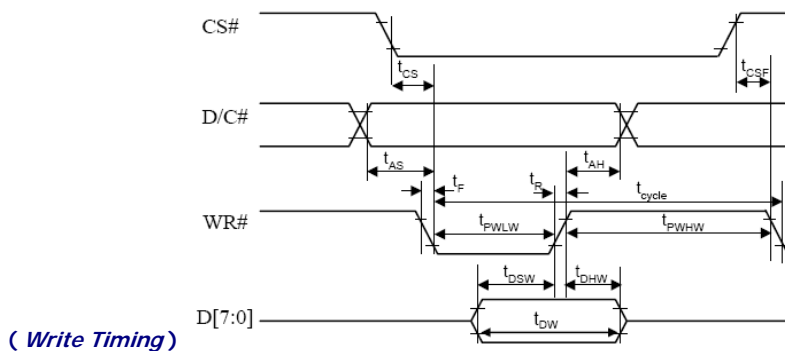 CS#
tCS
tCSF
D/C#
tAS
tF
tR
tAH
tcycle
WR#
tPWLW
tPWHW
tDSW
tDHW
D[7:0]
tDW
( Write Timing)